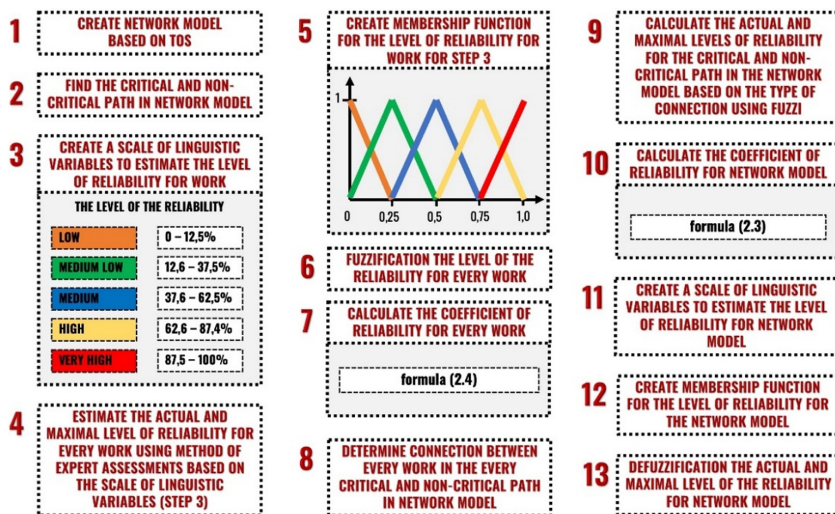 1
CREATE NETWORK MODEL
BASED ON TOS
2
FIND THE CRITICAL AND NON-
CRITICAL PATH IN NETWORK MODEL
3
CREATE A SCALE OF LINGUISTIC
VARIABLES TO ESTIMATE THE LEVEL
OF RELIABILITY FOR WORK
THE LEVEL OF THE RELIABILITY
LOW 0 – 12,5%
MEDIUM LOW 12,6 – 37,5%
MEDIUM 37,6 – 62,5%
HIGH 62,6 – 87,4%
VERY HIGH 87,5 – 100%
4
ESTIMATE THE ACTUAL AND
MAXIMAL LEVEL OF RELIABILITY FOR
EVERY WORK USING METHOD OF
EXPERT ASSESSMENTS BASED ON
THE SCALE OF LINGUISTIC
VARIABLES (STEP 3)
5
CREATE MEMBERSHIP FUNCTION
FOR THE LEVEL OF RELIABILITY FOR
WORK FOR STEP 3
1
0 0,25 0,5 0,75 1,0
6
FUZZIFICATION THE LEVEL OF THE
RELIABILITY FOR EVERY WORK
7
CALCULATE THE COEFFICIENT OF
RELIABILITY FOR EVERY WORK
formula (2.4)
8
DETERMINE CONNECTION BETWEEN
EVERY WORK IN THE EVERY
CRITICAL AND NON-CRITICAL PATH
IN NETWORK MODEL
9
CALCULATE THE ACTUAL AND
MAXIMAL LEVELS OF RELIABILITY
FOR THE CRITICAL AND NON-
CRITICAL PATH IN THE NETWORK
MODEL BASED ON THE TYPE OF
CONNECTION USING FUZZI
10
CALCULATE THE COEFFICIENT OF
RELIABILITY FOR NETWORK MODEL
formula (2.3)
11
CREATE A SCALE OF LINGUISTIC
VARIABLES TO ESTIMATE THE LEVEL
OF RELIABILITY FOR NETWORK
MODEL
12
CREATE MEMBERSHIP FUNCTION
FOR THE LEVEL OF RELIABILITY FOR
THE NETWORK MODEL
13
DEFUZZIFICATION THE ACTUAL AND
MAXIMAL LEVEL OF THE RELIABILITY
FOR NETWORK MODEL